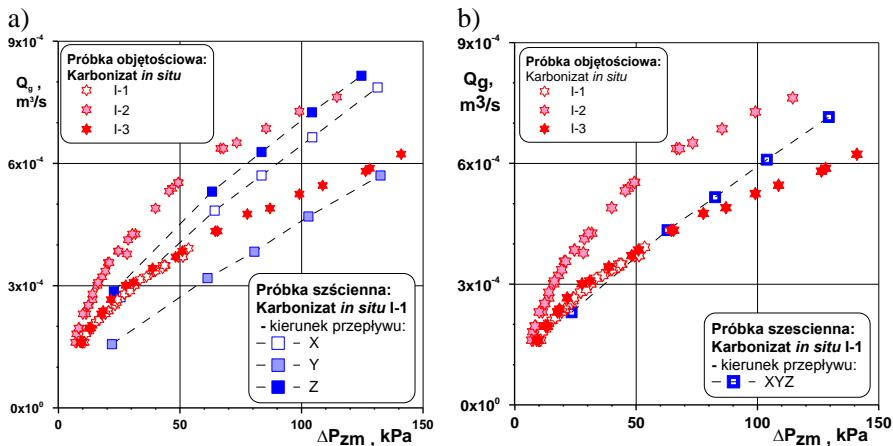 a)
9x10⁻⁴
Qg ,
m³/s
6x10⁻⁴
3x10⁻⁴
0x10⁰
0
50
100
150
ΔPzm , kPa
Próbka objętościowa:
Karbonizat in situ
I-1
I-2
I-3
Próbka szścienna:
Karbonizat in situ I-1
- kierunek przepływu:
X
Y
Z
b)
9x10⁻⁴
Qg,
m³/s
6x10⁻⁴
3x10⁻⁴
0x10⁰
0
50
100
150
ΔPzm , kPa
Próbka objętościowa:
Karbonizat in situ
I-1
I-2
I-3
Próbka szescienna:
Karbonizat in situ I-1
- kierunek przepływu:
XYZ